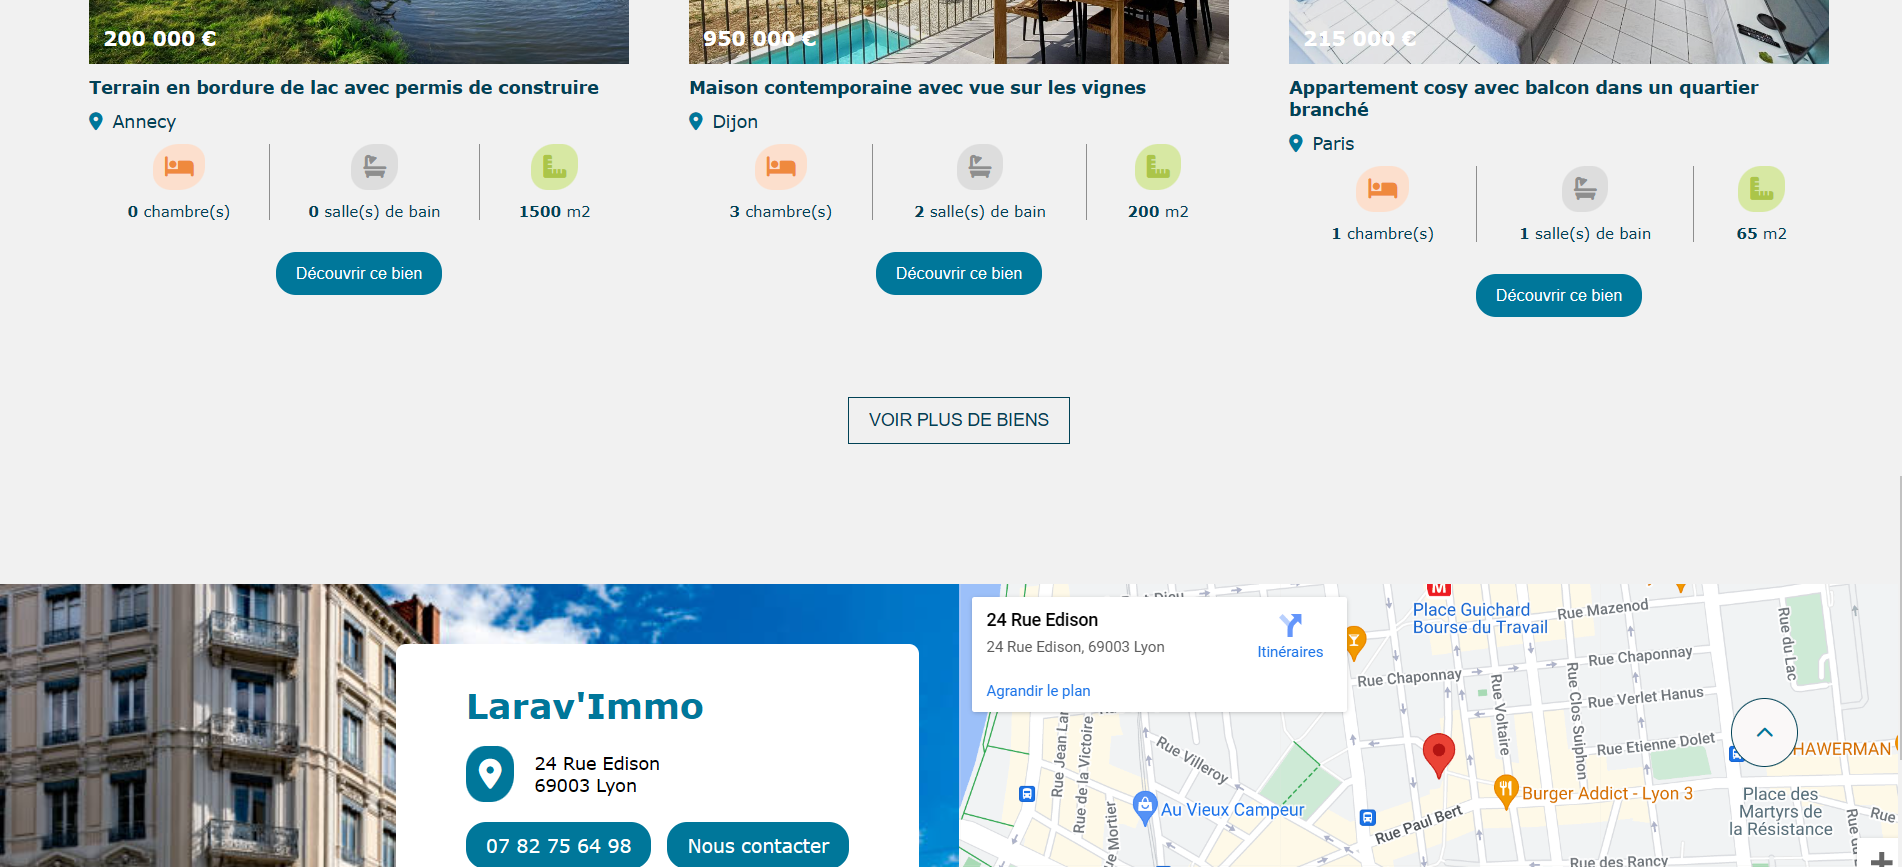 200 000 €
Terrain en bordure de lac avec permis de construire
Annecy
0 chambre(s)
0 salle(s) de bain
1500 m2
Découvrir ce bien
950 000 €
Maison contemporaine avec vue sur les vignes
Dijon
3 chambre(s)
2 salle(s) de bain
200 m2
Découvrir ce bien
215 000 €
Appartement cosy avec balcon dans un quartier
branché
Paris
1 chambre(s)
1 salle(s) de bain
65 m2
Découvrir ce bien
VOIR PLUS DE BIENS
Larav'Immo
24 Rue Edison
69003 Lyon
07 82 75 64 98
Nous contacter
24 Rue Edison
24 Rue Edison, 69003 Lyon
Itinéraires
Agrandir le plan
M
Place Guichard
Bourse du Travail
Rue Mazenod
Rue du Lac
Rue Chaponnay
Rue Chaponnay
Rue Verlet Hanus
Rue Voltaire
Rue Clos Suiphon
Rue Etienne Dolet
HAWERMAN
Rue Jean Lar
Rue de la Victoire
Rue Villeroy
Au Vieux Campeur
Burger Addict - Lyon 3
Rue Paul Bert
Place des
Martyrs de
la Résistance
Rue Mortier
Rue des Rancy
Rue
Rue du